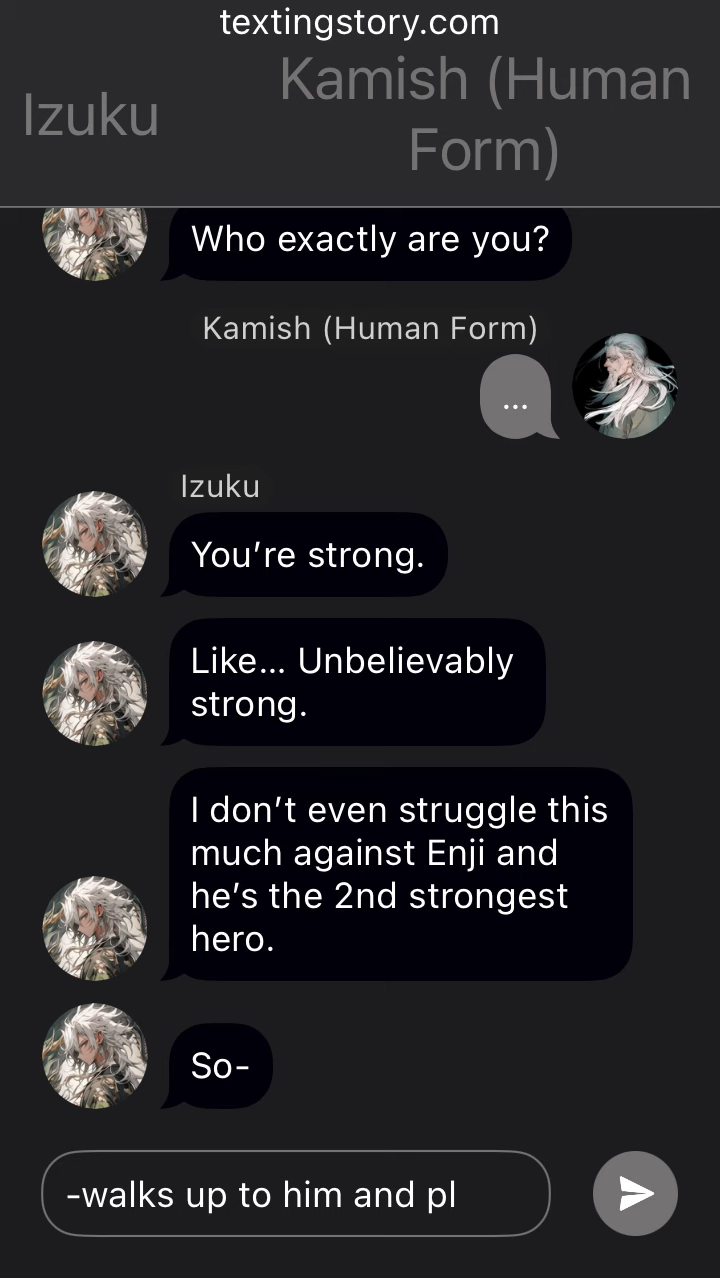 textingstory.com
Izuku
Kamish (Human
Form)
Who exactly are you?
Kamish (Human Form)
...
Izuku
You’re strong.
Like... Unbelievably
strong.
I don’t even struggle this
much against Enji and
he’s the 2nd strongest
hero.
So-
-walks up to him and pl